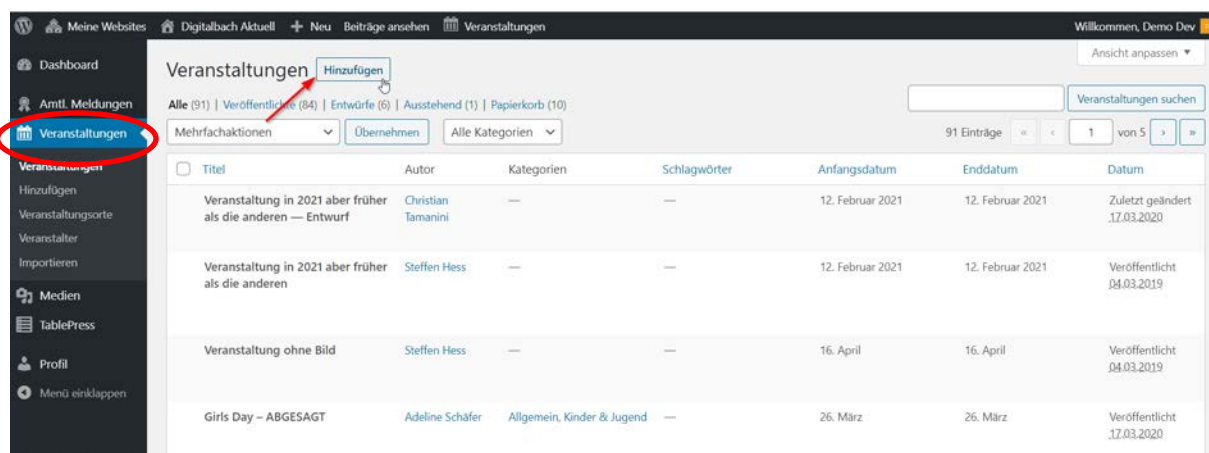 Meine Websites Digitalbach Aktuell + Neu Beiträge ansehen Veranstaltungen Willkommen, Demo Dev
Ansicht anpassen ▼
Dashboard
Amtl. Meldungen
Veranstaltungen
Veranstaltungen
Hinzufügen
Veranstaltungsorte
Veranstalter
Importieren
Medien
TablePress
Profil
Menü einklappen
Veranstaltungen Hinzufügen
Alle (91) | Veröffentlichte (84) | Entwürfe (6) | Ausstehend (1) | Papierkorb (10)
Veranstaltungen suchen
Mehrfachaktionen Übernehmen Alle Kategorien 91 Einträge « ‹ 1 von 5 › »
Titel Autor Kategorien Schlagwörter Anfangsdatum Enddatum Datum
Veranstaltung in 2021 aber früher Christian — — 12. Februar 2021 12. Februar 2021 Zuletzt geändert
als die anderen — Entwurf Tamanini 17.03.2020
Veranstaltung in 2021 aber früher Steffen Hess — — 12. Februar 2021 12. Februar 2021 Veröffentlicht
als die anderen 04.03.2019
Veranstaltung ohne Bild Steffen Hess — — 16. April 16. April Veröffentlicht
04.03.2019
Girls Day – ABGESAGT Adeline Schäfer Allgemein, Kinder & Jugend — 26. März 26. März Veröffentlicht
17.03.2020